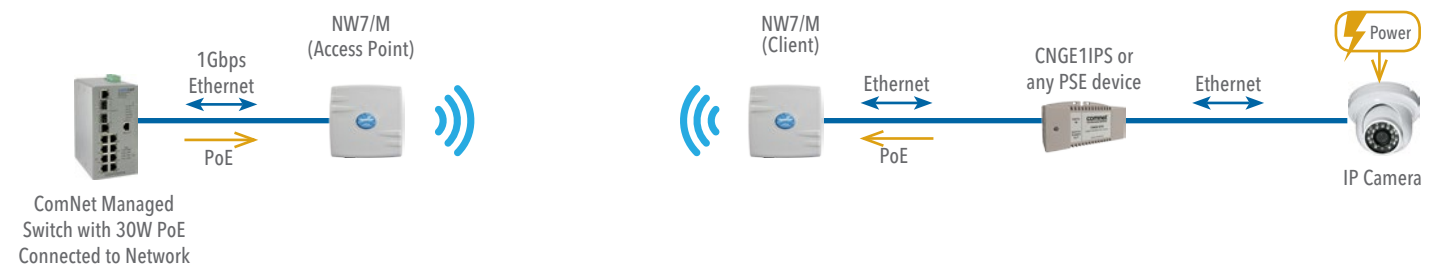 NW7/M
(Access Point)
1Gbps
Ethernet
PoE
ComNet Managed
Switch with 30W PoE
Connected to Network
NW7/M
(Client)
Ethernet
PoE
CNGE1IPS or
any PSE device
comnet
Ethernet
Power
IP Camera